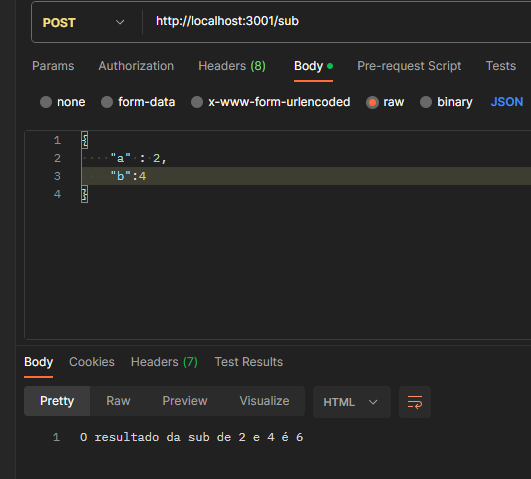 POST http://localhost:3001/sub
Params Authorization Headers (8) Body Pre-request Script Tests
none form-data x-www-form-urlencoded raw binary JSON
1 {
2 "a" : 2,
3 "b":4
4 }
Body Cookies Headers (7) Test Results
Pretty Raw Preview Visualize HTML
1 O resultado da sub de 2 e 4 é 6